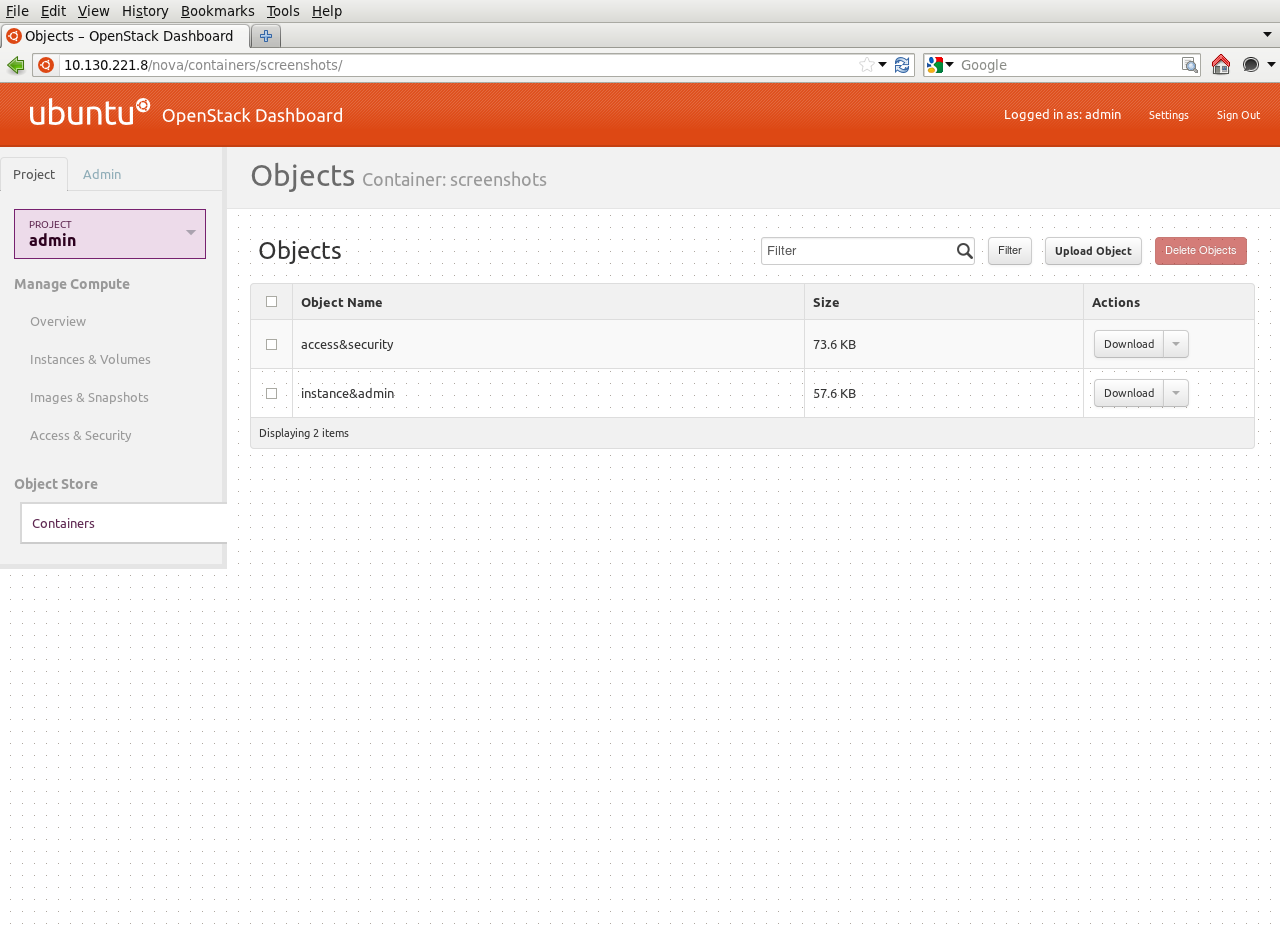 File Edit View History Bookmarks Tools Help
Objects – OpenStack Dashboard
10.130.221.8/nova/containers/screenshots/
Google
ubuntu OpenStack Dashboard
Logged in as: admin Settings Sign Out
Project Admin
PROJECT
admin
Manage Compute
Overview
Instances & Volumes
Images & Snapshots
Access & Security
Object Store
Containers
Objects Container: screenshots
Objects
Filter Filter Upload Object Delete Objects
Object Name Size Actions
access&security 73.6 KB Download
instance&admin 57.6 KB Download
Displaying 2 items